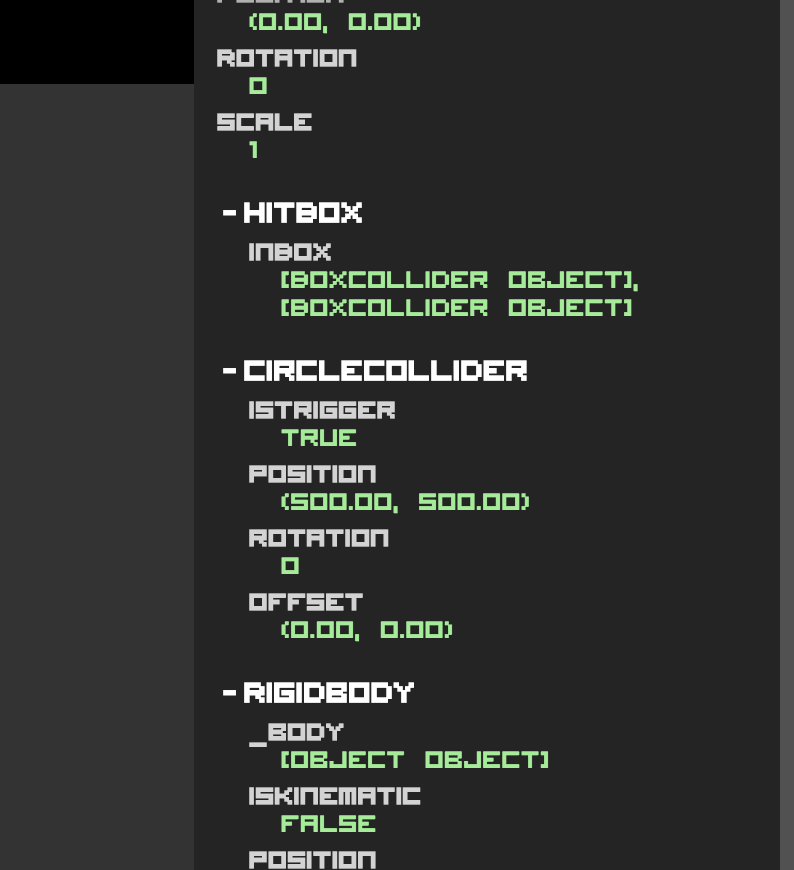 (0.00, 0.00)
ROTATION
0
SCALE
1
- HITBOX
INBOX
[BOXCOLLIDER OBJECT],
[BOXCOLLIDER OBJECT]
- CIRCLECOLLIDER
ISTRIGGER
TRUE
POSITION
(500.00, 500.00)
ROTATION
0
OFFSET
(0.00, 0.00)
- RIGIDBODY
_BODY
[OBJECT OBJECT]
ISKINEMATIC
FALSE
POSITION